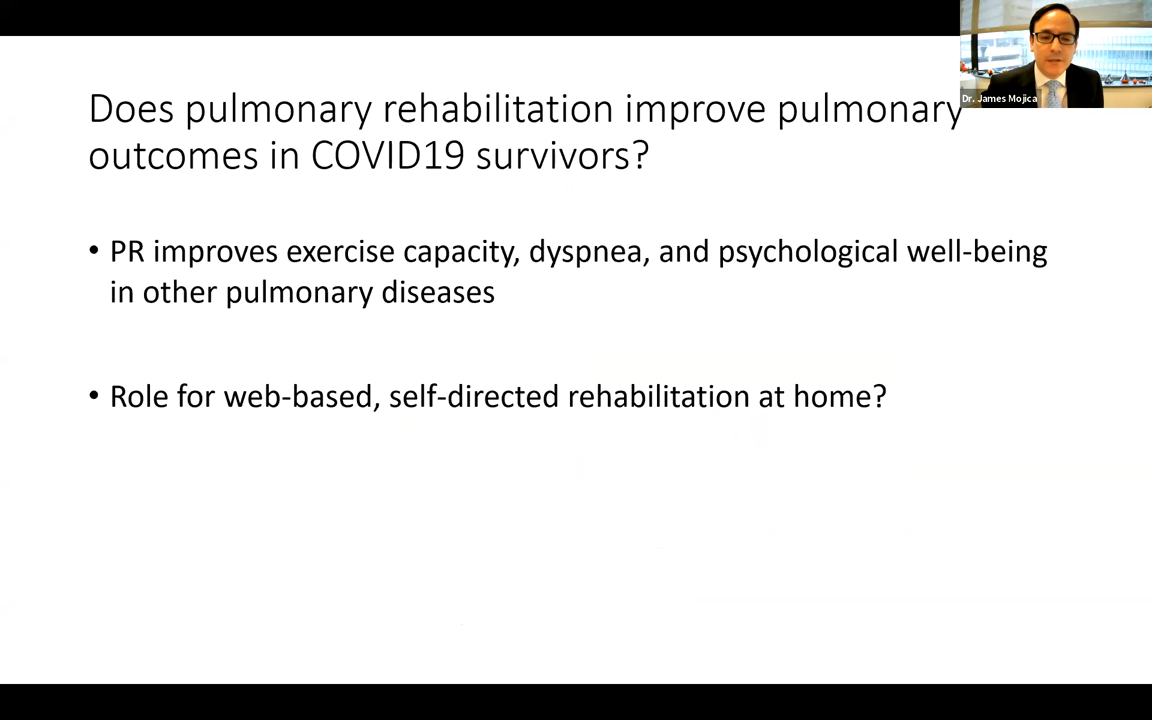 Does pulmonary rehabilitation improve pulmonary
outcomes in COVID19 survivors?
• PR improves exercise capacity, dyspnea, and psychological well-being
in other pulmonary diseases
• Role for web-based, self-directed rehabilitation at home?
Dr. James Mojica